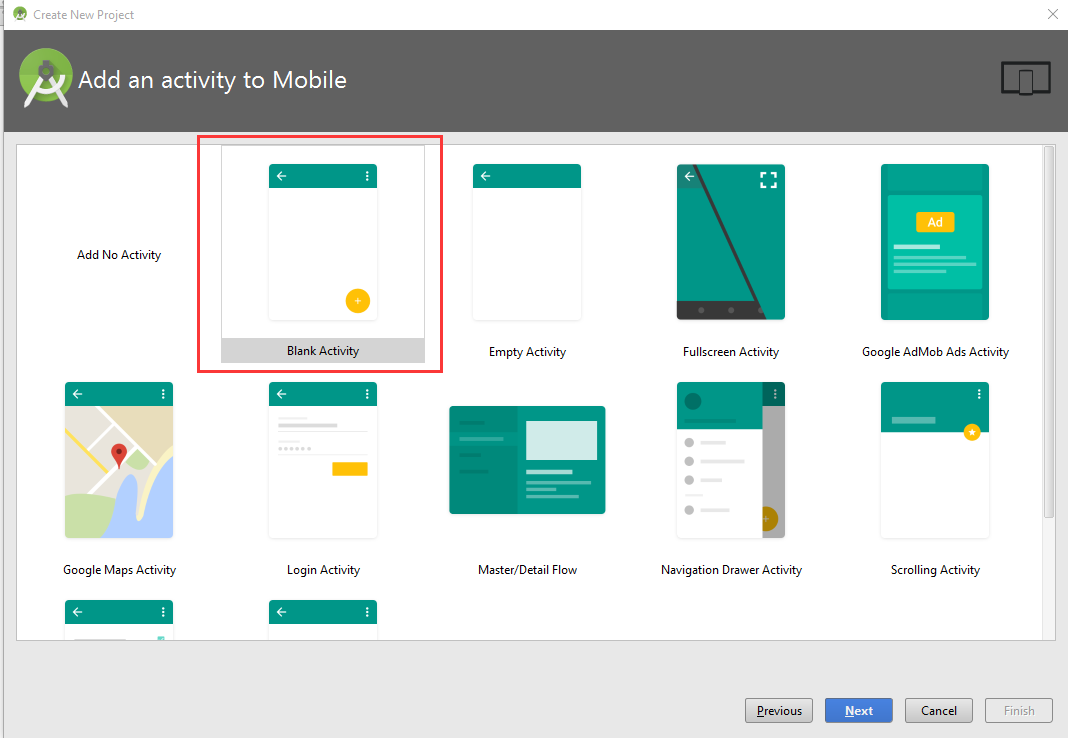 Create New Project
Add an activity to Mobile
Add No Activity
Blank Activity
Empty Activity
Fullscreen Activity
Ad
Google AdMob Ads Activity
Google Maps Activity
Login Activity
Master/Detail Flow
Navigation Drawer Activity
Scrolling Activity
Previous
Next
Cancel
Finish